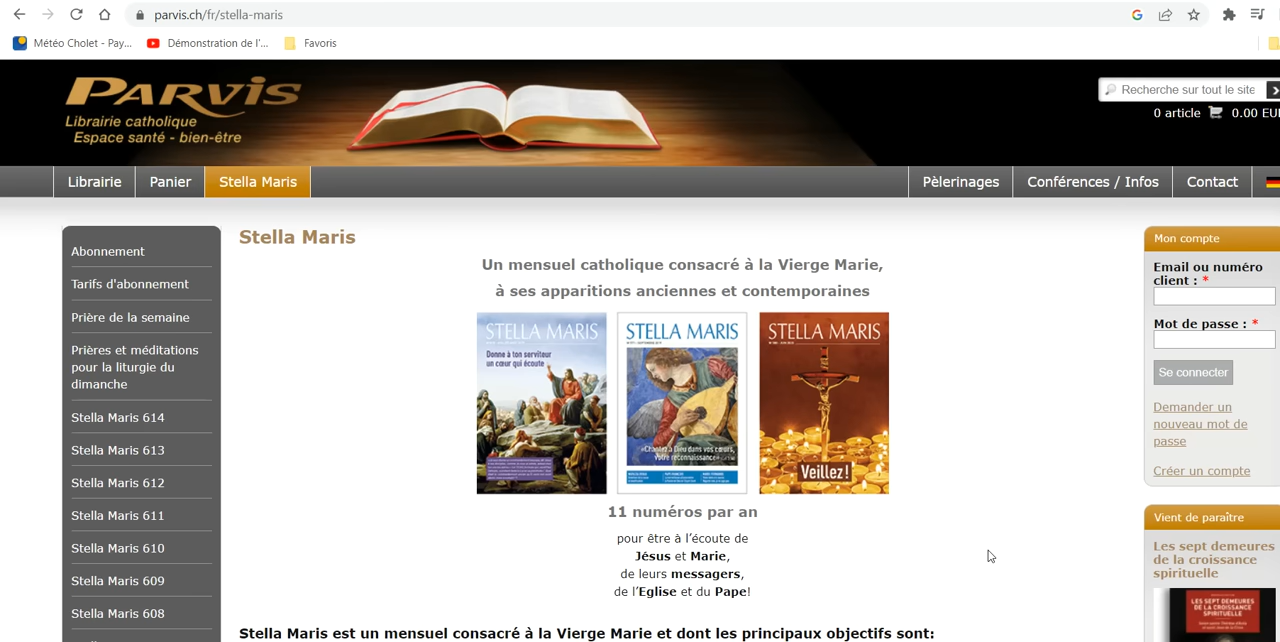 parvis.ch/fr/stella-maris
Météo Cholet - Pay...
Démonstration de l'...
Favoris
PARVIS
Librairie catholique
Espace santé - bien-être
Recherche sur tout le site
0 article
0.00 EU
Librairie
Panier
Stella Maris
Pèlerinages
Conférences / Infos
Contact
Abonnement
Tarifs d'abonnement
Prière de la semaine
Prières et méditations
pour la liturgie du
dimanche
Stella Maris 614
Stella Maris 613
Stella Maris 612
Stella Maris 611
Stella Maris 610
Stella Maris 609
Stella Maris 608
Stella Maris
Un mensuel catholique consacré à la Vierge Marie,
à ses apparitions anciennes et contemporaines
STELLA MARIS
Donne à ton serviteur
un cœur qui écoute
STELLA MARIS
«Chantez à Dieu dans vos cœurs,
votre reconnaissance»
STELLA MARIS
Veillez!
11 numéros par an
pour être à l'écoute de
Jésus et Marie,
de leurs messagers,
de l'Eglise et du Pape!
Stella Maris est un mensuel consacré à la Vierge Marie et dont les principaux objectifs sont:
Mon compte
Email ou numéro
client : *
Mot de passe : *
Se connecter
Demander un
nouveau mot de
passe
Créer un compte
Vient de paraître
Les sept demeures
de la croissance
spirituelle
LES SEPT DEMEURES
DE LA CROISSANCE
SPIRITUELLE